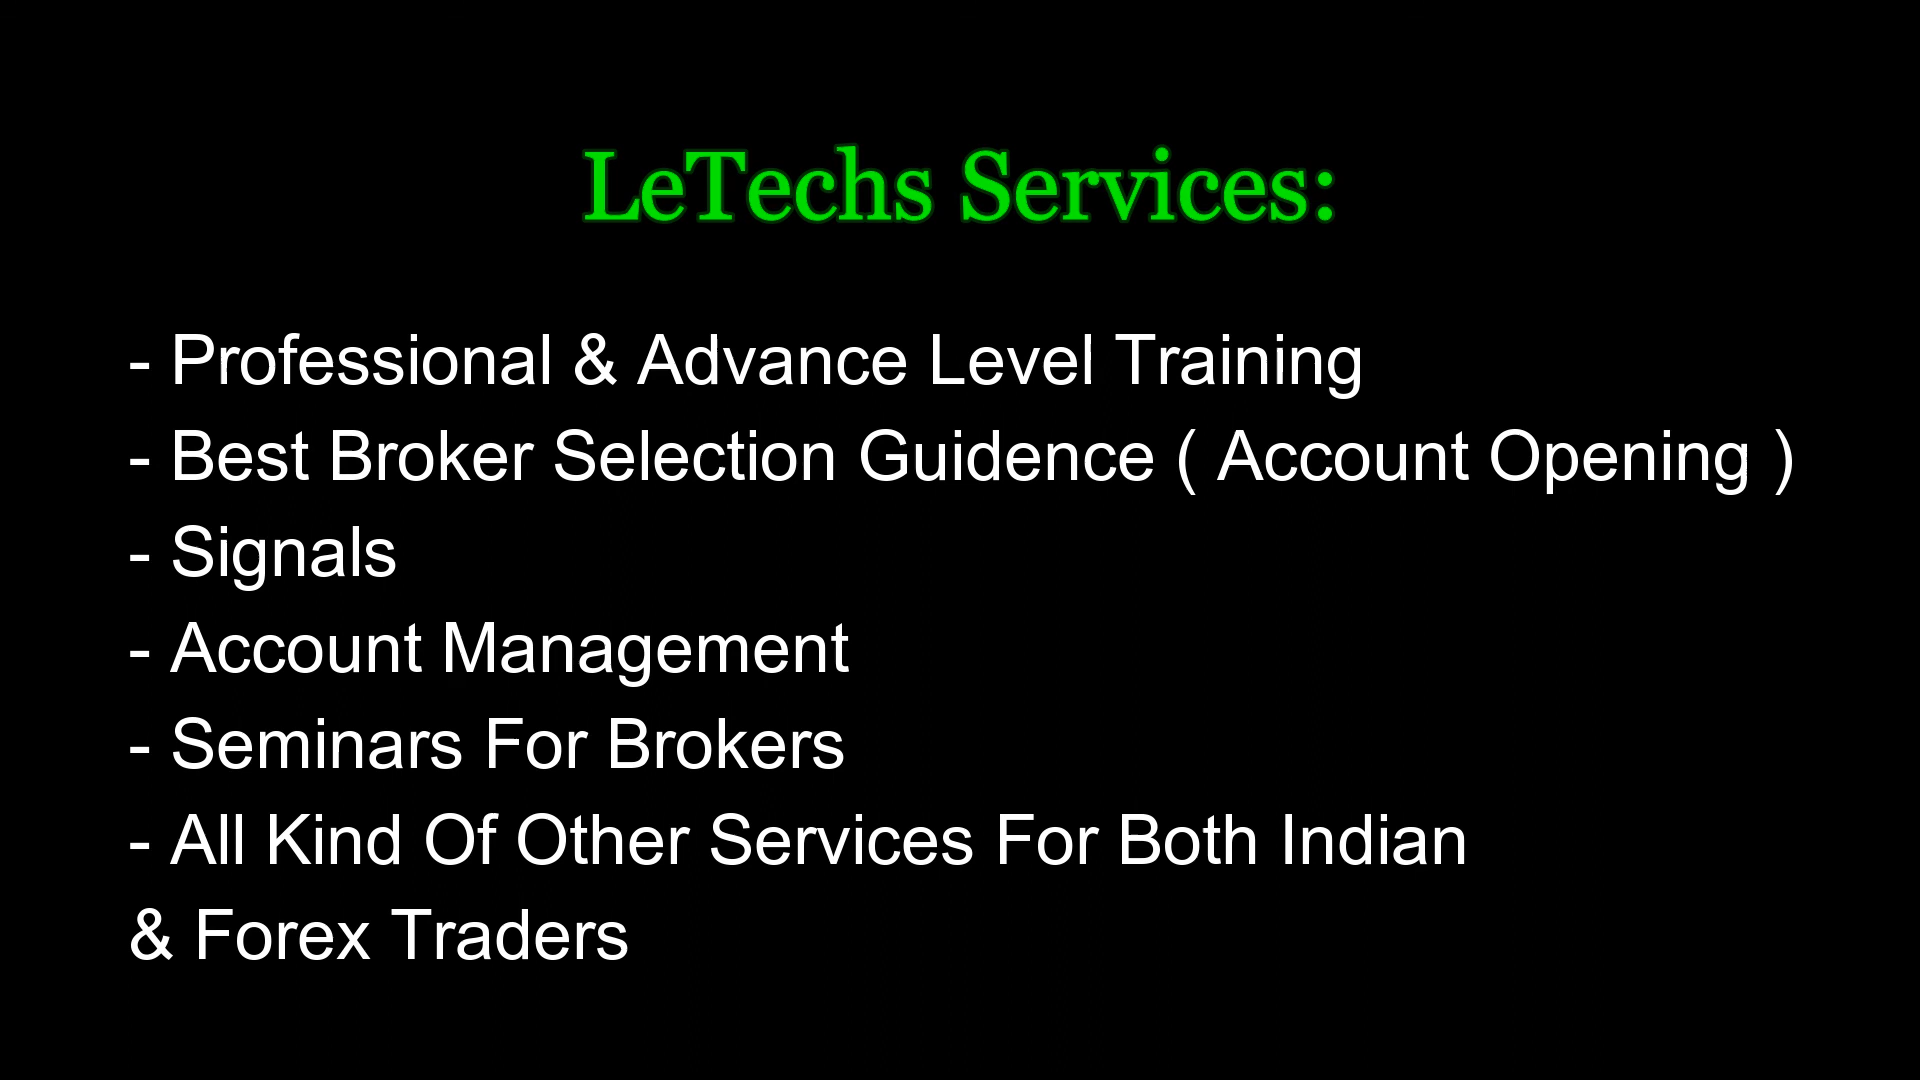 LeTechs Services:
- Professional & Advance Level Training
- Best Broker Selection Guidence ( Account Opening )
- Signals
- Account Management
- Seminars For Brokers
- All Kind Of Other Services For Both Indian
& Forex Traders